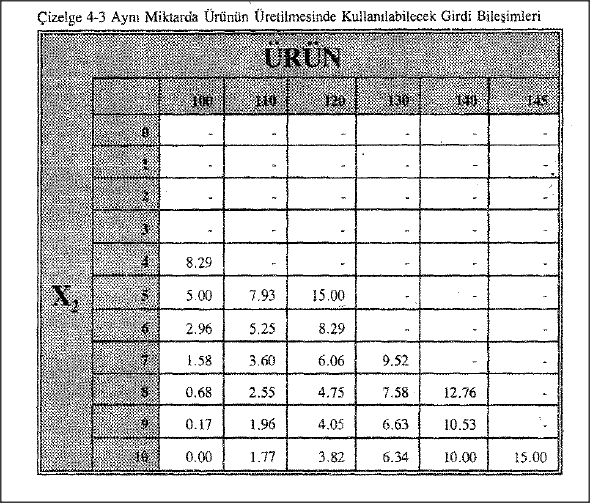 Çizelge 4-3 Aynı Miktarda Ürünün Üretilmesinde Kullanılabilecek Girdi Bileşimleri
ÜRÜN
100 110 120 130 140 145
0 - - - - - -
1 - - - - - -
2 - - - - - -
3 - - - - - -
4 8.29 - - - - -
X₂ 5 5.00 7.93 15.00 - - -
6 2.96 5.25 8.29 - - -
7 1.58 3.60 6.06 9.52 - -
8 0.68 2.55 4.75 7.58 12.76 -
9 0.17 1.96 4.05 6.63 10.53 -
10 0.00 1.77 3.82 6.34 10.00 15.00